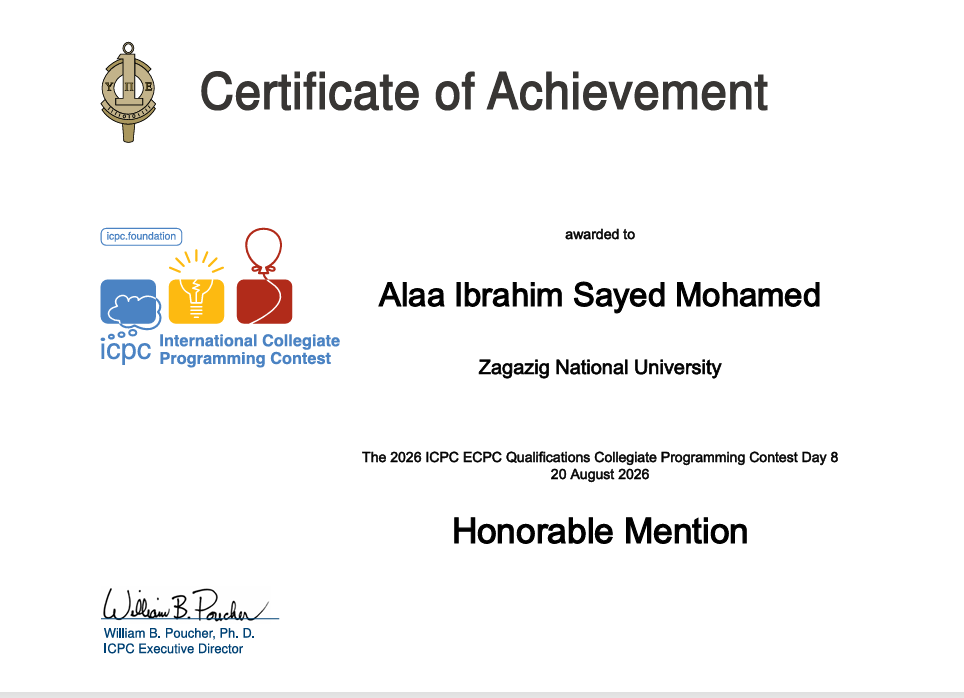 Certificate of Achievement
Υ Π Ε
icpc.foundation
icpc
International Collegiate
Programming Contest
awarded to
Alaa Ibrahim Sayed Mohamed
Zagazig National University
The 2026 ICPC ECPC Qualifications Collegiate Programming Contest Day 8
20 August 2026
Honorable Mention
William B. Poucher
William B. Poucher, Ph. D.
ICPC Executive Director